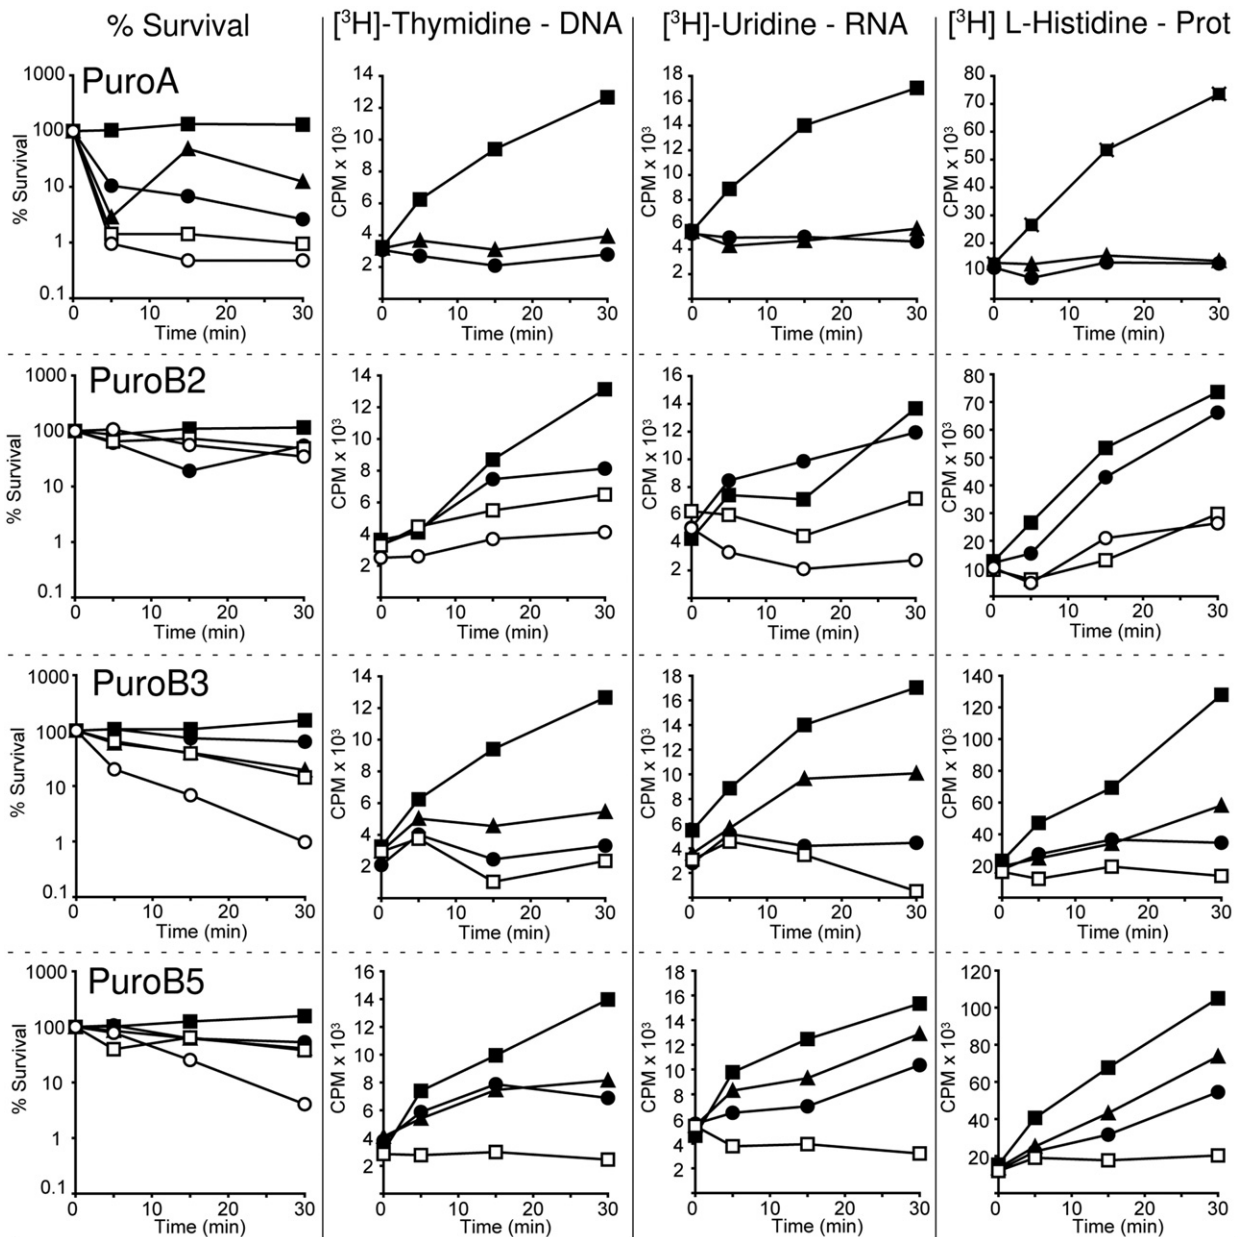 % Survival
[³H]-Thymidine - DNA
[³H]-Uridine - RNA
[³H] L-Histidine - Prot
PuroA
% Survival
1000
100
10
1
0.1
0 10 20 30
Time (min)
CPM x 10³
14
12
10
8
6
4
2
0 10 20 30
Time (min)
CPM x 10³
18
16
14
12
10
8
6
4
2
0 10 20 30
Time (min)
CPM x 10³
80
70
60
50
40
30
20
10
0 10 20 30
Time (min)
PuroB2
% Survival
1000
100
10
1
0.1
0 10 20 30
Time (min)
CPM x 10³
14
12
10
8
6
4
2
0 10 20 30
Time (min)
CPM x 10³
16
14
12
10
8
6
4
2
0 10 20 30
Time (min)
CPM x 10³
80
70
60
50
40
30
20
10
0 10 20 30
Time (min)
PuroB3
% Survival
1000
100
10
1
0.1
0 10 20 30
Time (min)
CPM x 10³
14
12
10
8
6
4
2
0 10 20 30
Time (min)
CPM x 10³
18
16
14
12
10
8
6
4
2
0 10 20 30
Time (min)
CPM x 10³
140
120
100
80
60
40
20
0 10 20 30
Time (min)
PuroB5
% Survival
1000
100
10
1
0.1
0 10 20 30
Time (min)
CPM x 10³
16
14
12
10
8
6
4
2
0 10 20 30
Time (min)
CPM x 10³
18
16
14
12
10
8
6
4
2
0 10 20 30
Time (min)
CPM x 10³
120
100
80
60
40
20
0 10 20 30
Time (min)